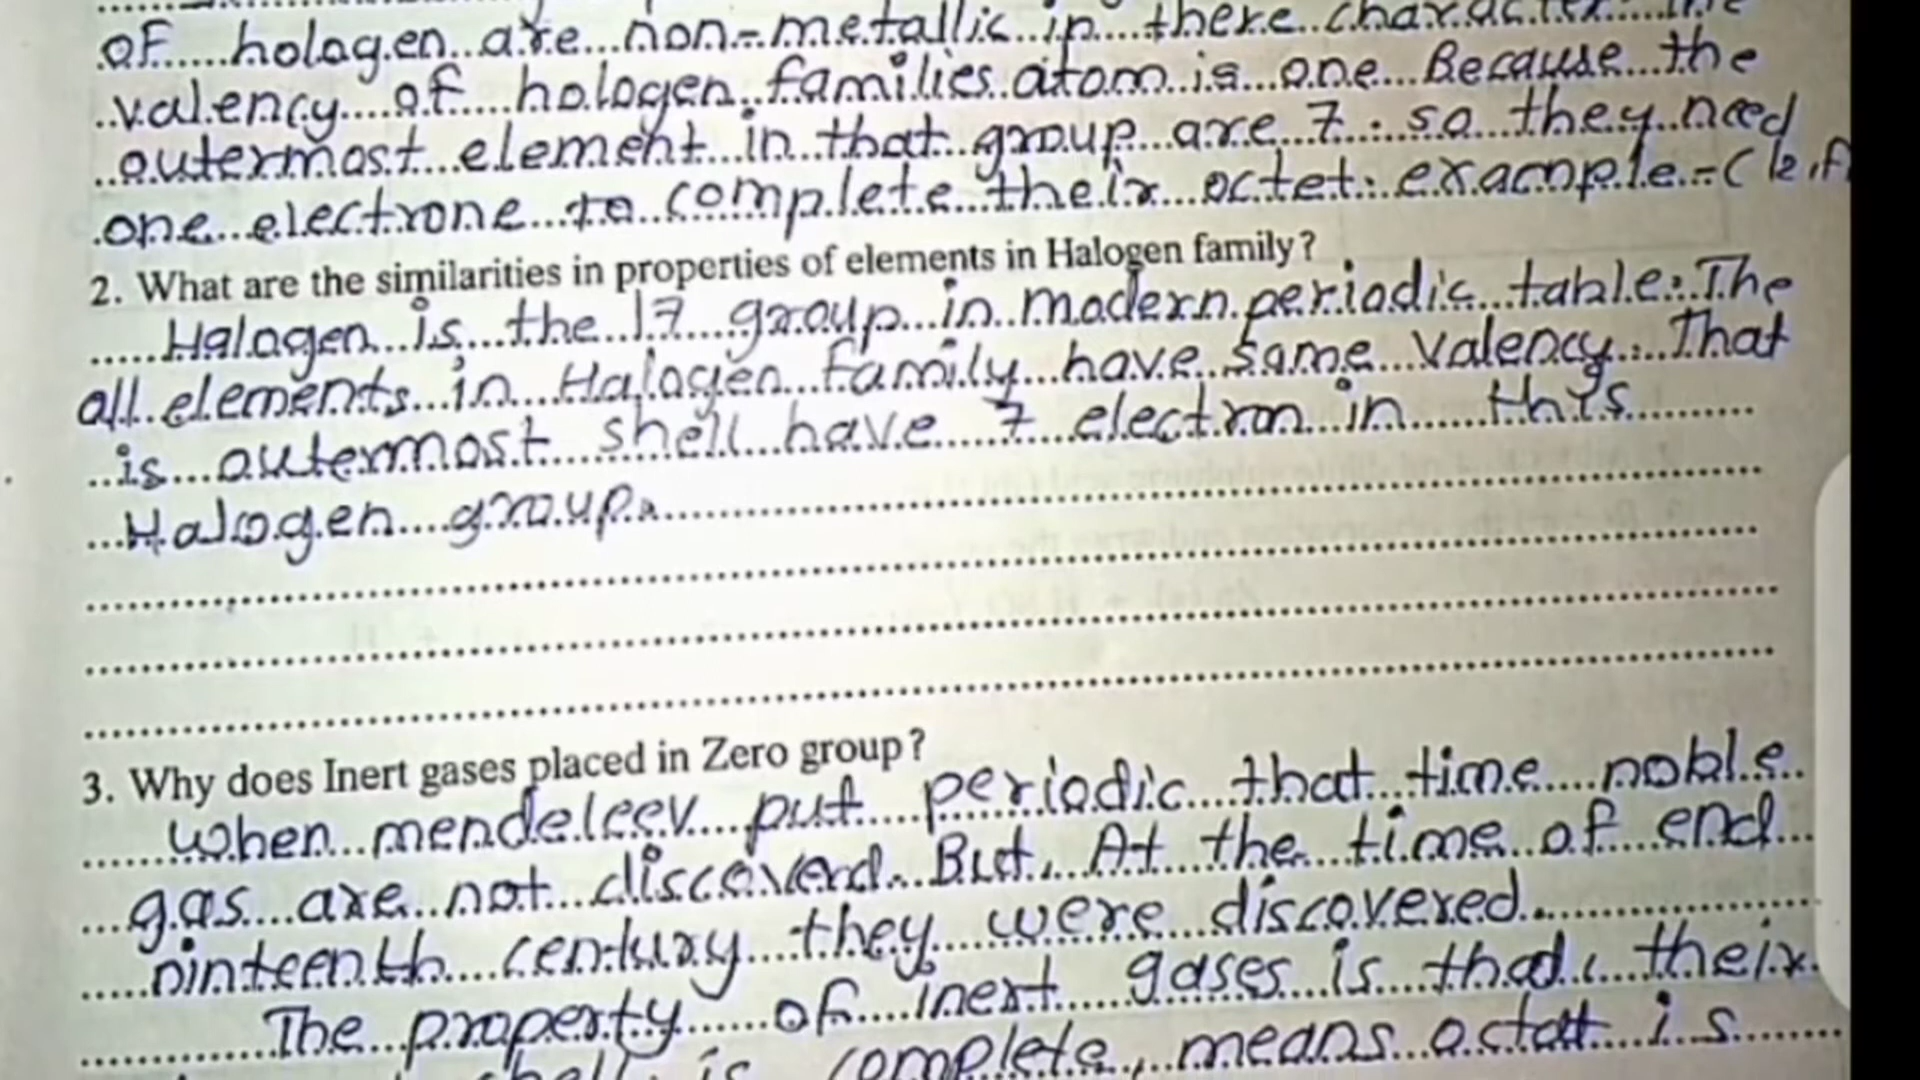 of hologen are non-metallic in there character. The
valency of hologen families atom is one. Because the
outermost element in that group are 7. so they need
one electrone to complete their octet. example-
2. What are the similarities in properties of elements in Halogen family?
Halogen is the 17 group in modern periodic table. The
all elements in Halogen family have same valency. That
is outermost shell have 7 electron in this
Halogen group.
3. Why does Inert gases placed in Zero group?
when mendeleev put periodic that time noble
gas are not discoverd. But, At the time of end
ninteenth century they were discovered.
The property of inert gases is that, their
shell is complete, means octat is